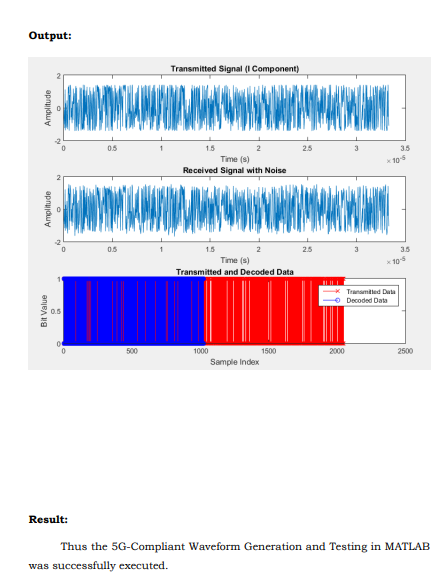 Output:
Transmitted Signal (I Component)
2
0
-2
Amplitude
0 0.5 1 1.5 2 2.5 3 3.5
Time (s)
×10-5
Received Signal with Noise
2
0
-2
Amplitude
0 0.5 1 1.5 2 2.5 3 3.5
Time (s)
×10-5
Transmitted and Decoded Data
1
0.5
0
Bit Value
Transmitted Data
Decoded Data
0 500 1000 1500 2000 2500
Sample Index
Result:
Thus the 5G-Compliant Waveform Generation and Testing in MATLAB
was successfully executed.